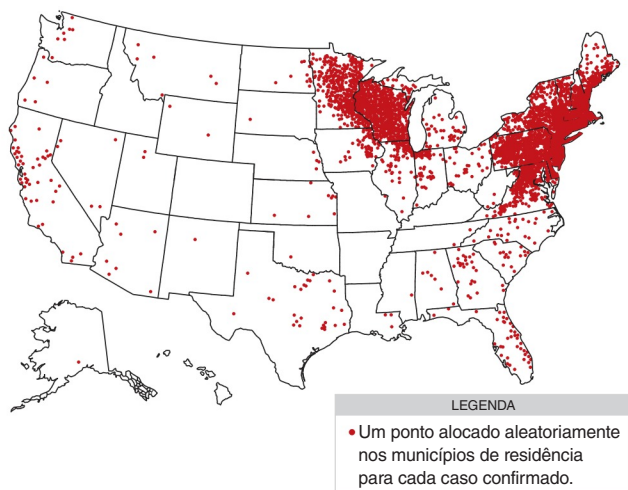 LEGENDA
• Um ponto alocado aleatoriamente
nos municípios de residência
para cada caso confirmado.